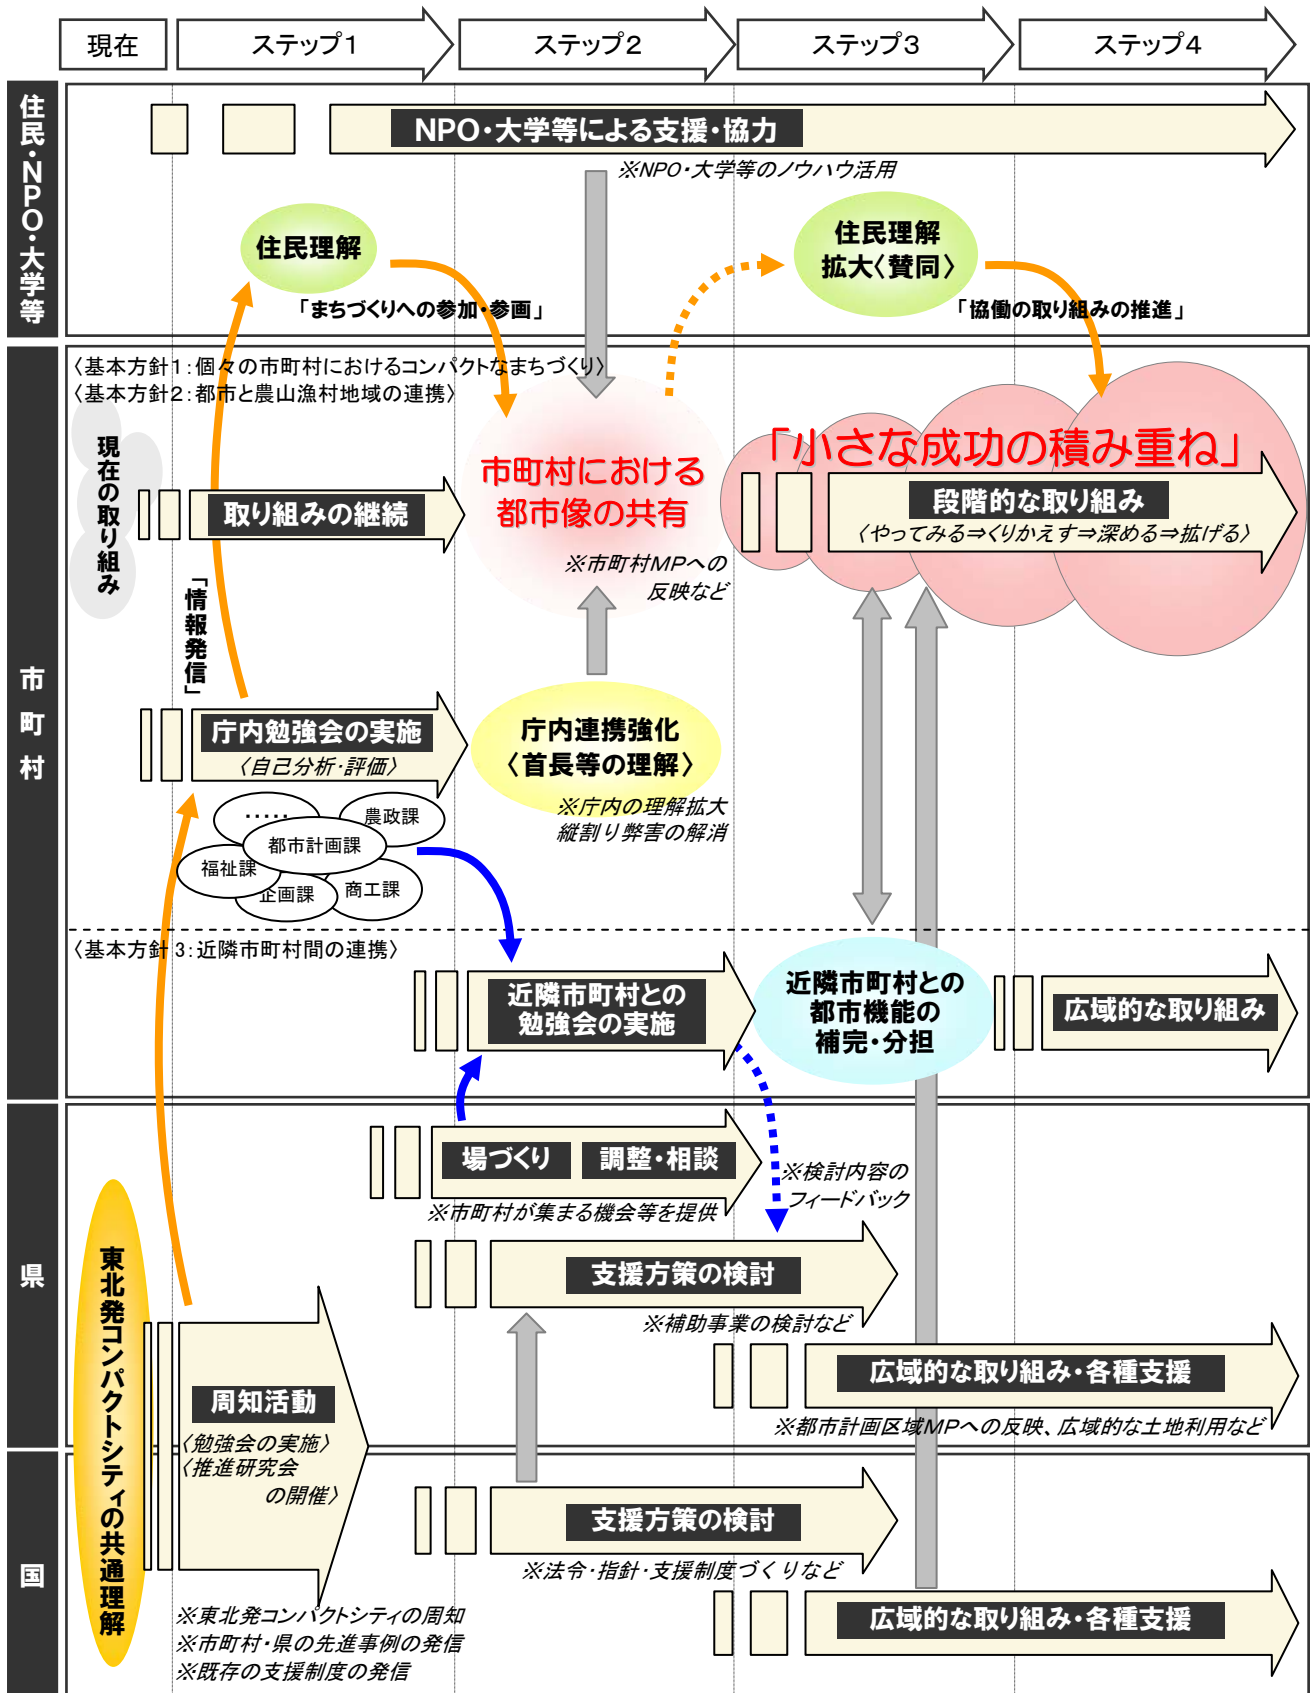 現在
ステップ1
ステップ2
ステップ3
ステップ4
住民・NPO・大学等
NPO・大学等による支援・協力
※NPO・大学等のノウハウ活用
住民理解
住民理解
拡大〈賛同〉
「まちづくりへの参加・参画」
「協働の取り組みの推進」
市町村
〈基本方針1：個々の市町村におけるコンパクトなまちづくり〉
〈基本方針2：都市と農山漁村地域の連携〉
現在の取り組み
取り組みの継続
市町村における
都市像の共有
※市町村MPへの
反映など
「小さな成功の積み重ね」
段階的な取り組み
〈やってみる⇒くりかえす⇒深める⇒拡げる〉
「情報発信」
庁内勉強会の実施
〈自己分析・評価〉
庁内連携強化
〈首長等の理解〉
※庁内の理解拡大
縦割り弊害の解消
・・・・・
農政課
都市計画課
福祉課
企画課
商工課
〈基本方針3：近隣市町村間の連携〉
近隣市町村との
勉強会の実施
近隣市町村との
都市機能の
補完・分担
広域的な取り組み
県
場づくり
調整・相談
※市町村が集まる機会等を提供
※検討内容の
フィードバック
支援方策の検討
※補助事業の検討など
広域的な取り組み・各種支援
※都市計画区域MPへの反映、広域的な土地利用など
東北発コンパクトシティの共通理解
周知活動
〈勉強会の実施〉
〈推進研究会
の開催〉
国
支援方策の検討
※法令・指針・支援制度づくりなど
広域的な取り組み・各種支援
※東北発コンパクトシティの周知
※市町村・県の先進事例の発信
※既存の支援制度の発信